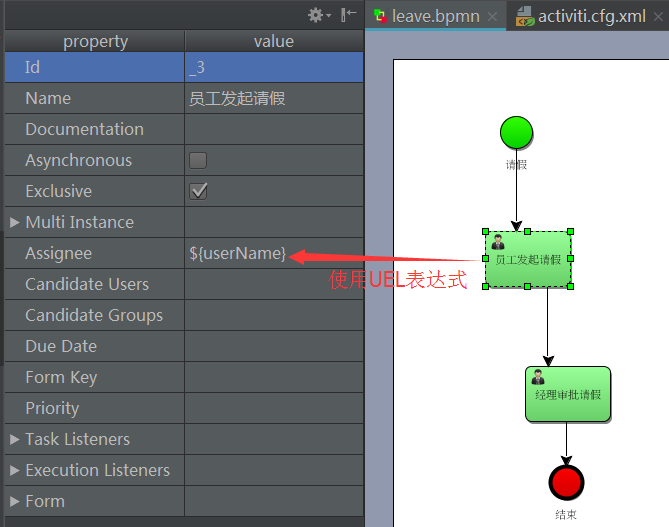 leave.bpmn
activiti.cfg.xml
property value
Id _3
Name 员工发起请假
Documentation
Asynchronous
Exclusive
Multi Instance
Assignee ${userName}
Candidate Users
Candidate Groups
Due Date
Form Key
Priority
Task Listeners
Execution Listeners
Form
请假
员工发起请假
使用UEL表达式
经理审批请假
结束